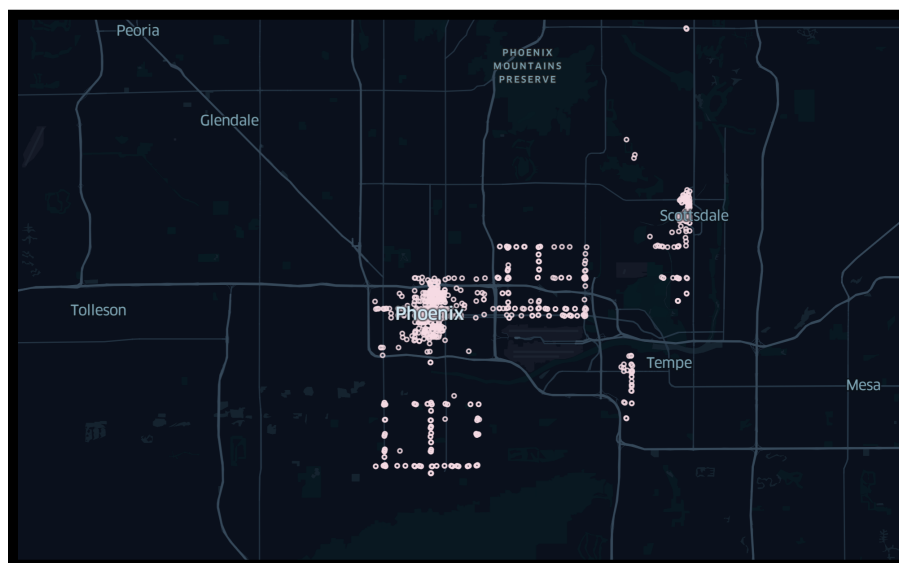 Peoria
PHOENIX
MOUNTAINS
PRESERVE
Glendale
Scottsdale
Tolleson
Phoenix
Tempe
Mesa